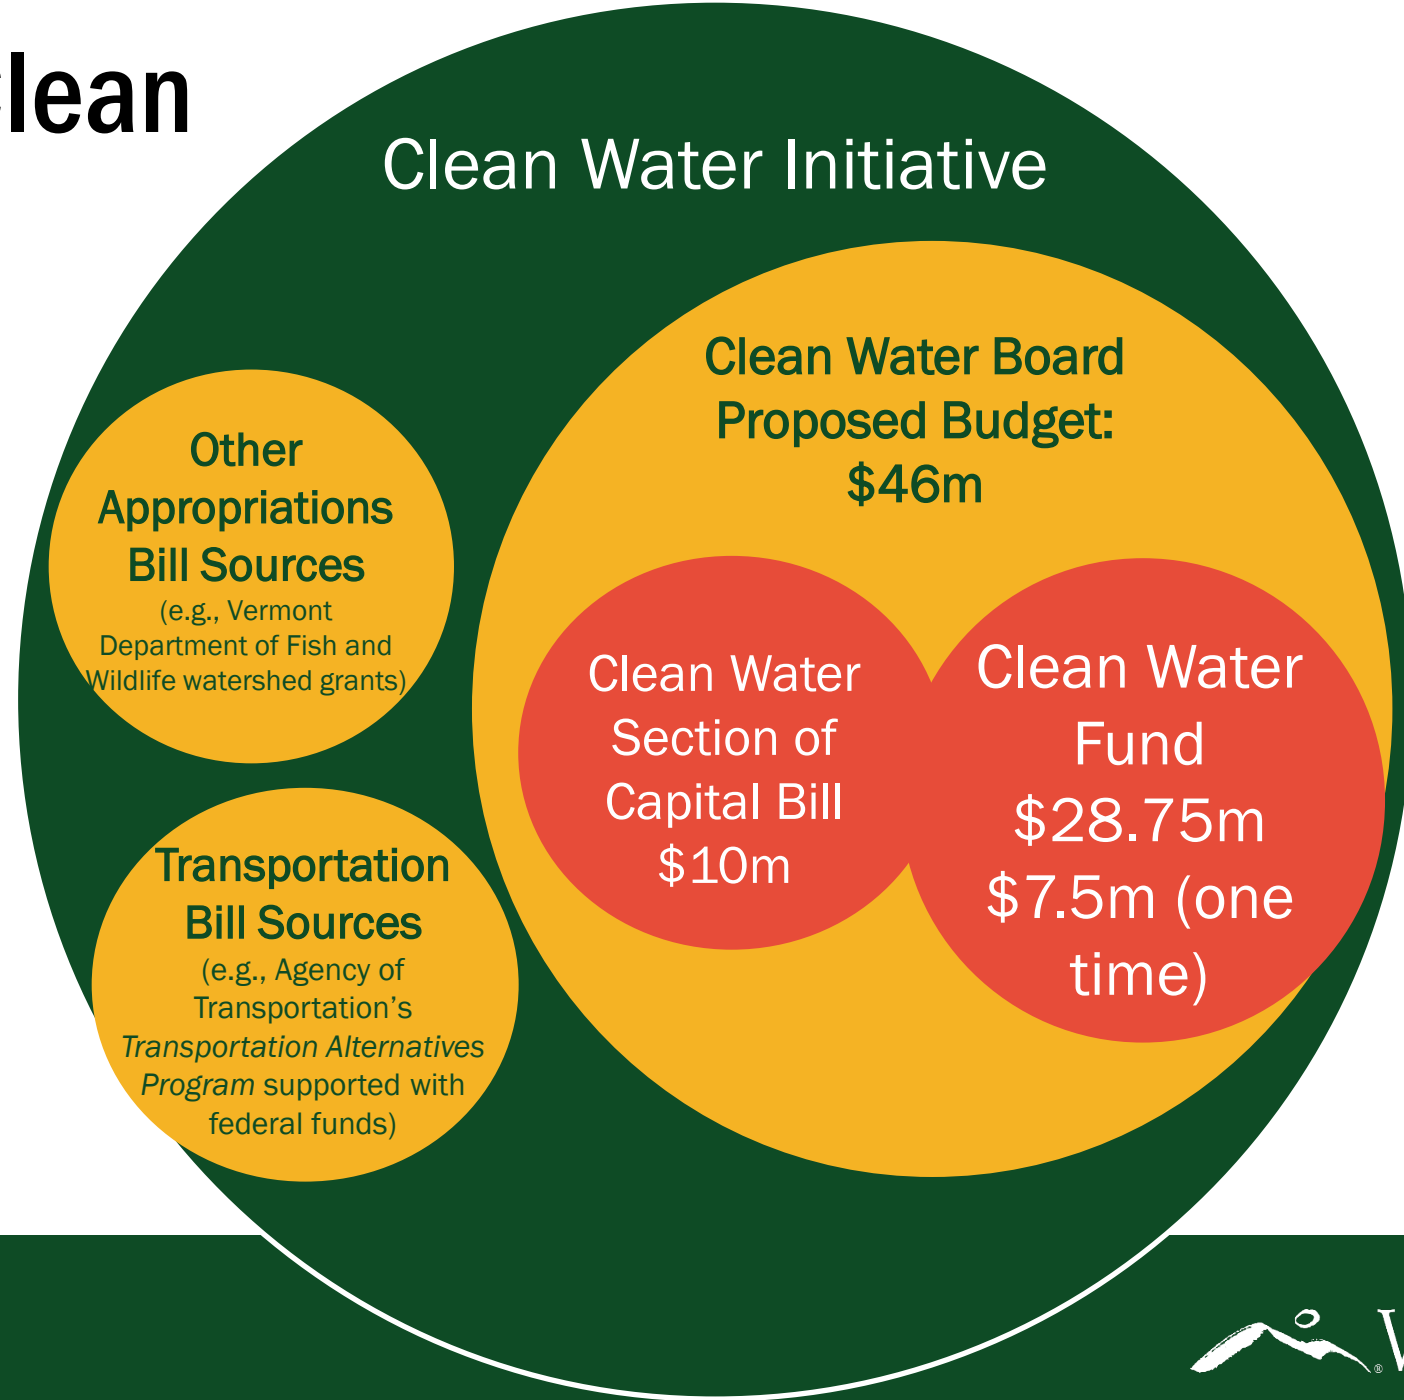 Clean
Clean Water Initiative
Clean Water Board
Proposed Budget:
$46m
Other
Appropriations
Bill Sources
(e.g., Vermont
Department of Fish and
Wildlife watershed grants)
Clean Water
Section of
Capital Bill
$10m
Clean Water
Fund
$28.75m
$7.5m (one
time)
Transportation
Bill Sources
(e.g., Agency of
Transportation’s
Transportation Alternatives
Program supported with
federal funds)